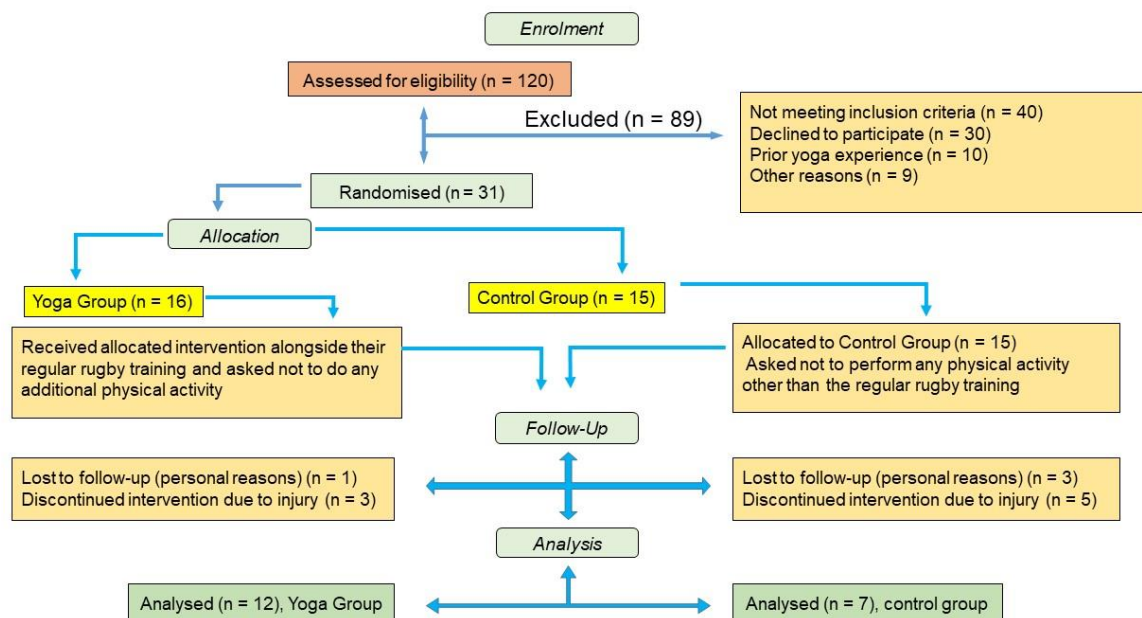 Enrolment
Assessed for eligibility (n = 120)
Excluded (n = 89)
Not meeting inclusion criteria (n = 40)
Declined to participate (n = 30)
Prior yoga experience (n = 10)
Other reasons (n = 9)
Randomised (n = 31)
Allocation
Yoga Group (n = 16)
Control Group (n = 15)
Received allocated intervention alongside their
regular rugby training and asked not to do any
additional physical activity
Allocated to Control Group (n = 15)
Asked not to perform any physical activity
other than the regular rugby training
Follow-Up
Lost to follow-up (personal reasons) (n = 1)
Discontinued intervention due to injury (n = 3)
Lost to follow-up (personal reasons) (n = 3)
Discontinued intervention due to injury (n = 5)
Analysis
Analysed (n = 12), Yoga Group
Analysed (n = 7), control group